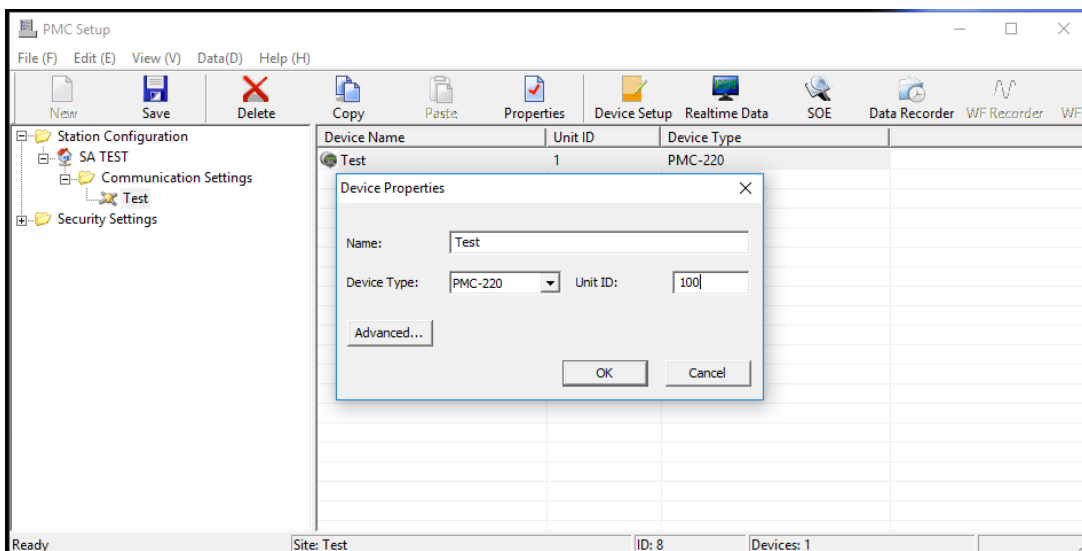 PMC Setup
File (F) Edit (E) View (V) Data(D) Help (H)
New Save Delete Copy Paste Properties Device Setup Realtime Data SOE Data Recorder WF Recorder WF
Station Configuration
SA TEST
Communication Settings
Test
Security Settings
Device Name Unit ID Device Type
Test 1 PMC-220
Device Properties
Name: Test
Device Type: PMC-220 Unit ID: 100
Advanced...
OK Cancel
Ready Site: Test ID: 8 Devices: 1